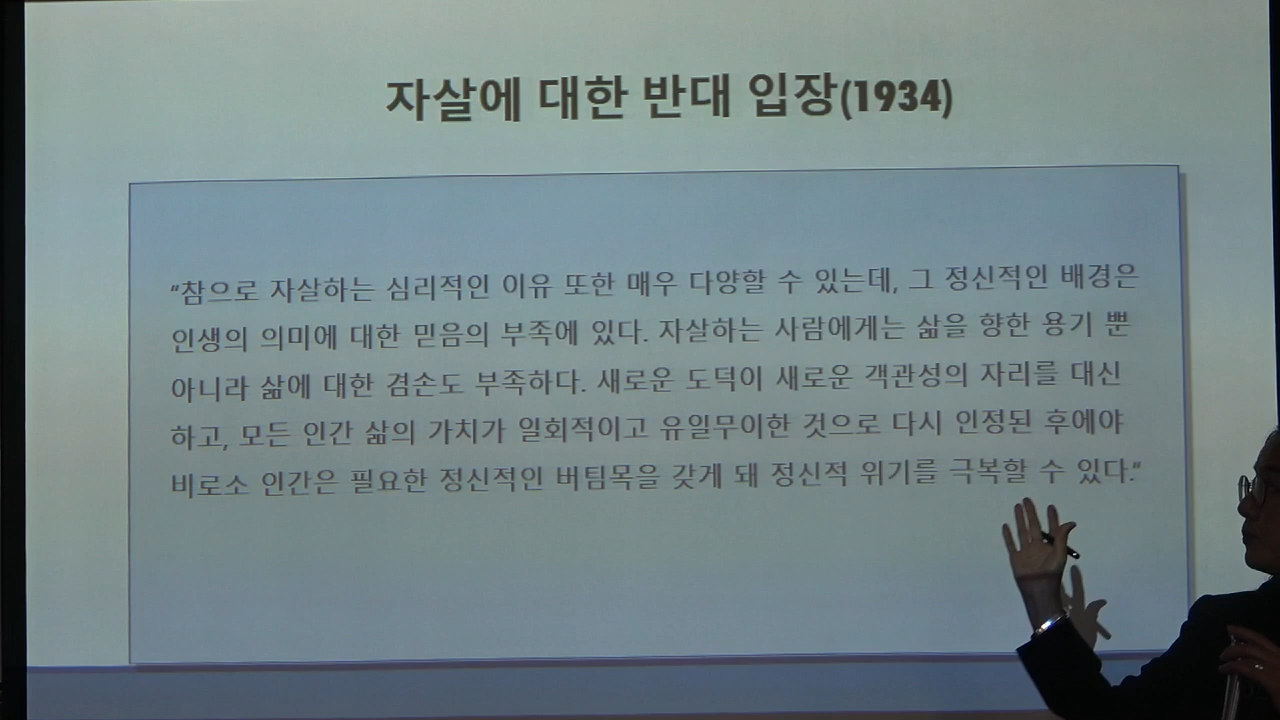 자살에 대한 반대 입장(1934)
“참으로 자살하는 심리적인 이유 또한 매우 다양할 수 있는데, 그 정신적인 배경은
인생의 의미에 대한 믿음의 부족에 있다. 자살하는 사람에게는 삶을 향한 용기 뿐
아니라 삶에 대한 겸손도 부족하다. 새로운 도덕이 새로운 객관성의 자리를 대신
하고, 모든 인간 삶의 가치가 일회적이고 유일무이한 것으로 다시 인정된 후에야
비로소 인간은 필요한 정신적인 버팀목을 갖게 돼 정신적 위기를 극복할 수 있다.”